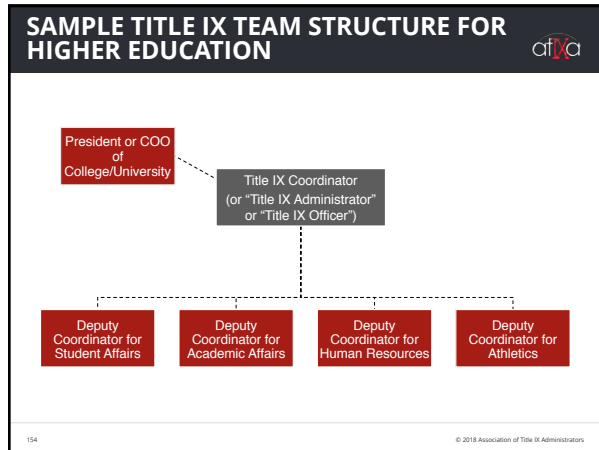 SAMPLE TITLE IX TEAM STRUCTURE FOR
HIGHER EDUCATION
atIXa
President or COO
of
College/University
Title IX Coordinator
(or “Title IX Administrator”
or “Title IX Officer”)
Deputy
Coordinator for
Student Affairs
Deputy
Coordinator for
Academic Affairs
Deputy
Coordinator for
Human Resources
Deputy
Coordinator for
Athletics
154
© 2018 Association of Title IX Administrators